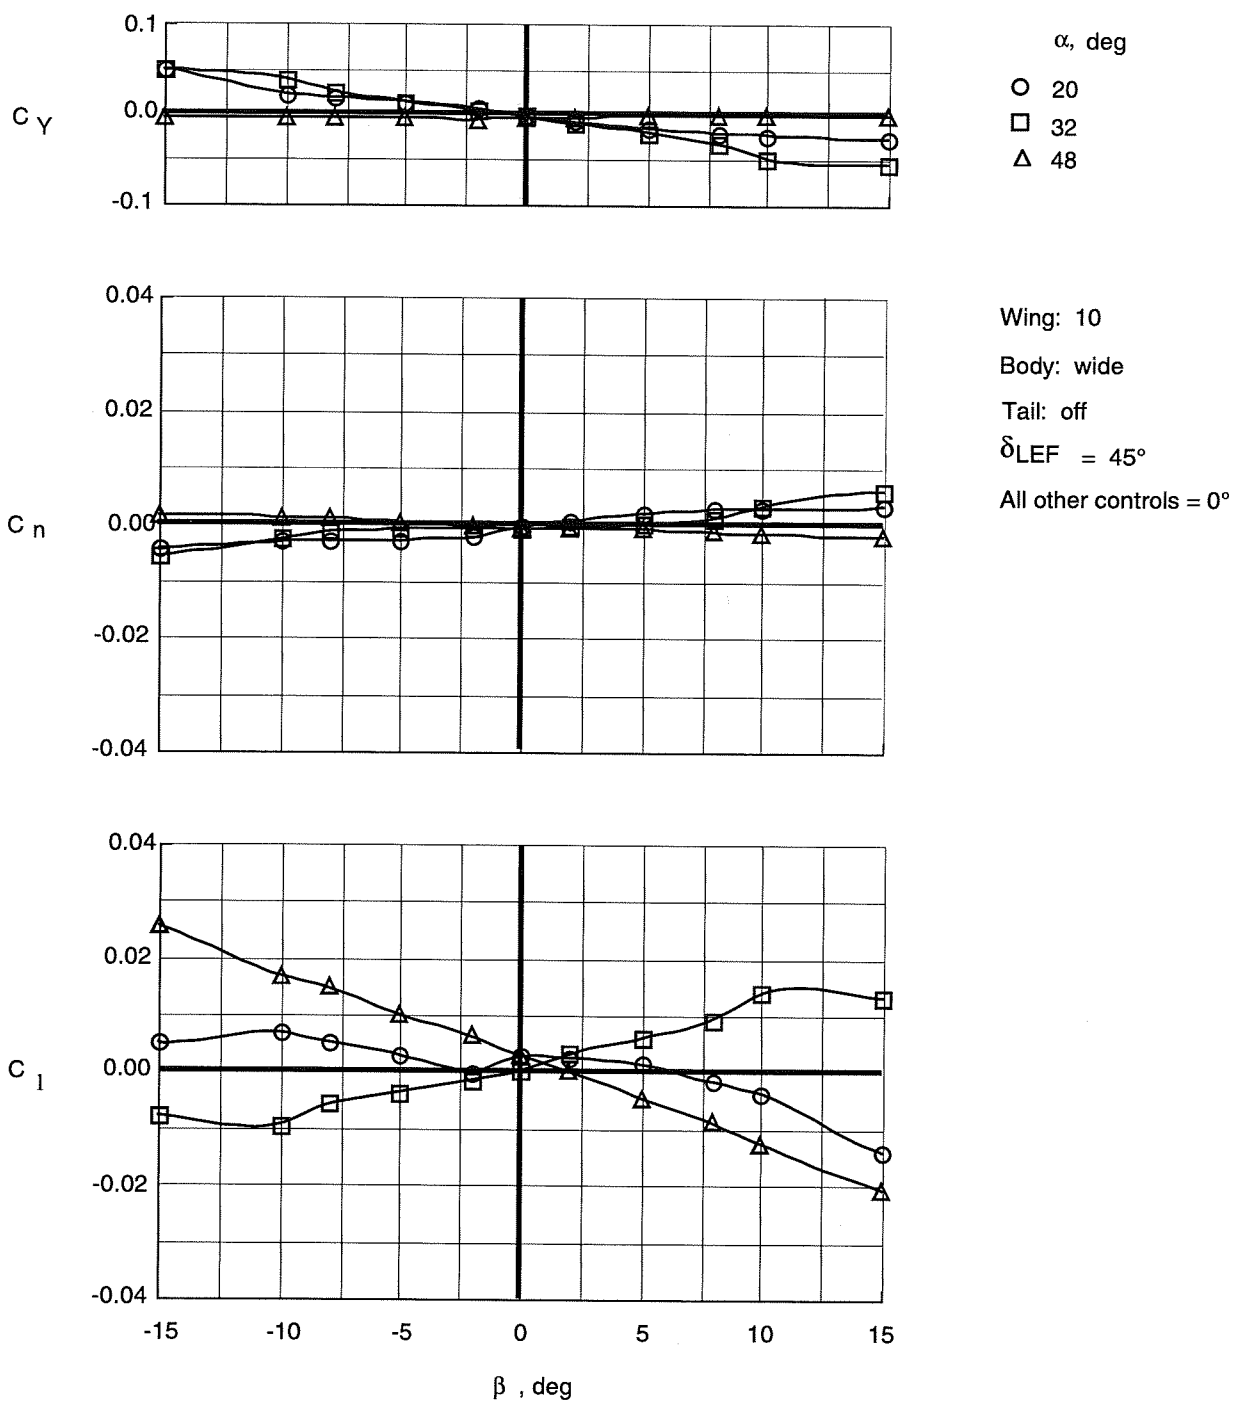 0.1
C Y
0.0
-0.1
α, deg
20
32
48
0.04
0.02
C n
0.00
-0.02
-0.04
Wing: 10
Body: wide
Tail: off
δLEF = 45°
All other controls = 0°
0.04
0.02
C l
0.00
-0.02
-0.04
-15 -10 -5 0 5 10 15
β , deg